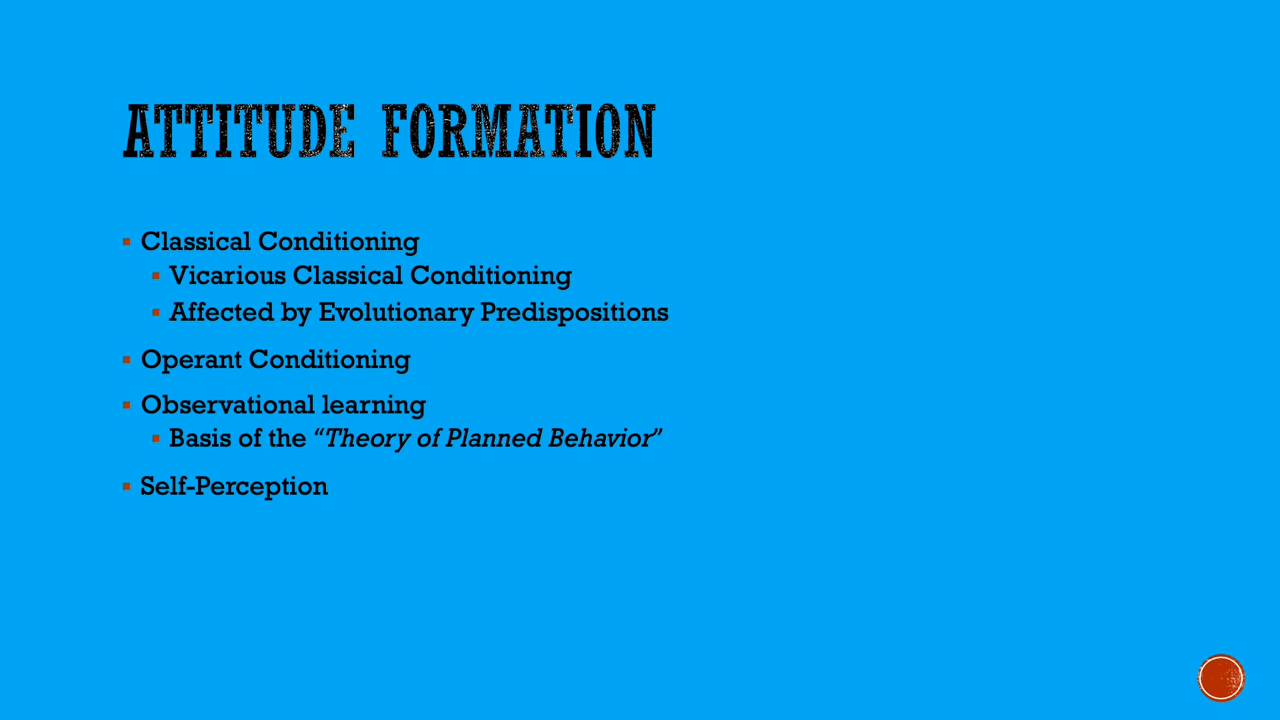 ATTITUDE FORMATION
Classical Conditioning
Vicarious Classical Conditioning
Affected by Evolutionary Predispositions
Operant Conditioning
Observational learning
Basis of the “Theory of Planned Behavior”
Self-Perception